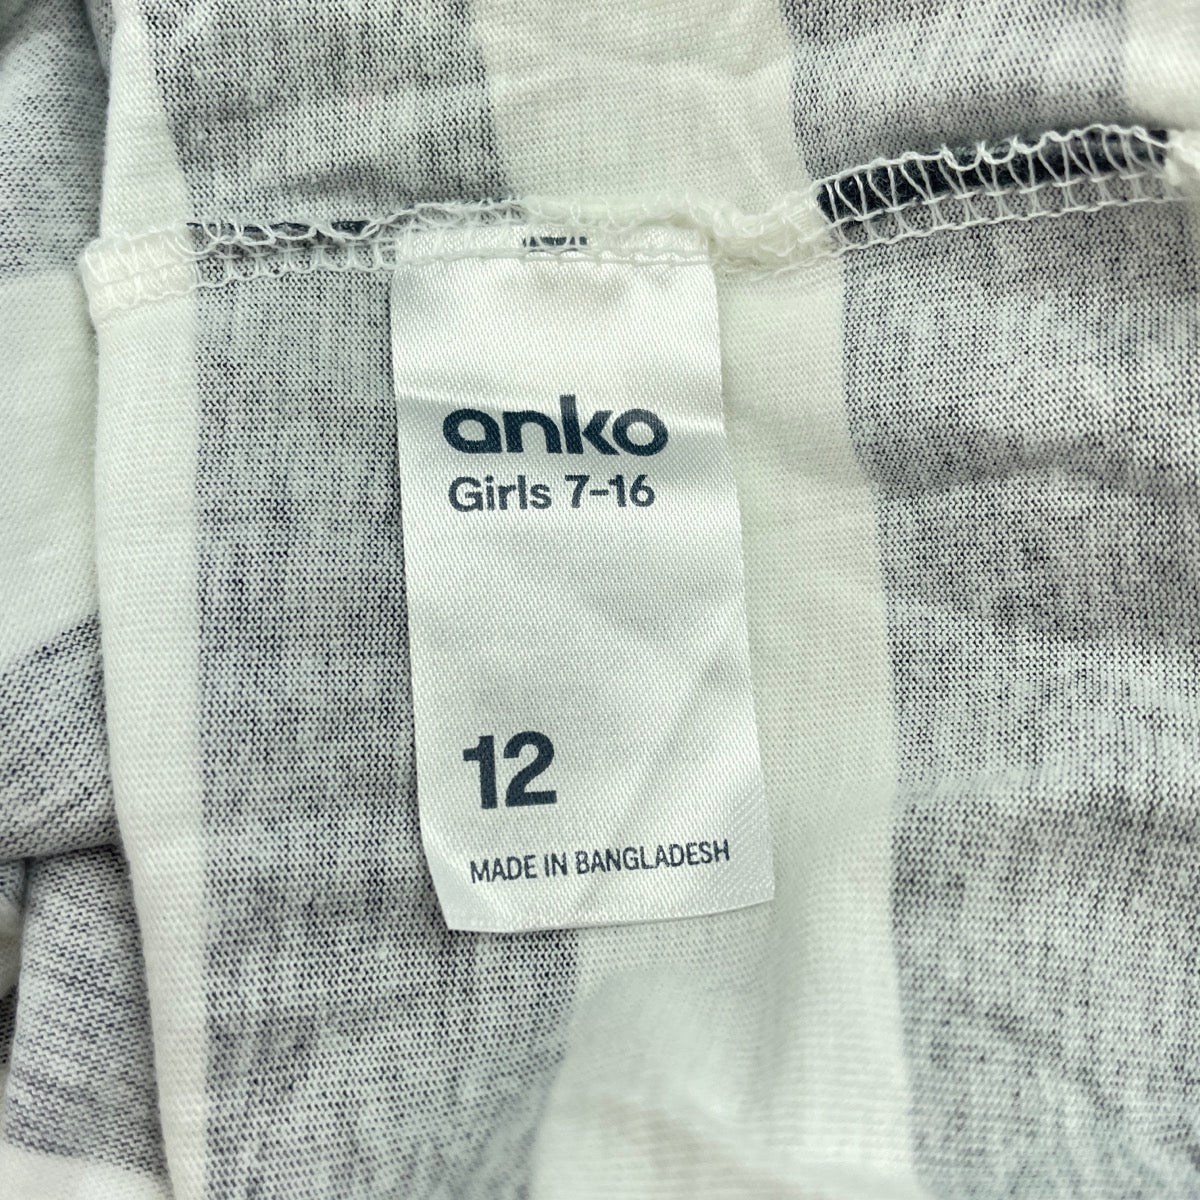 anko
Girls 7-16
12
MADE IN BANGLADESH